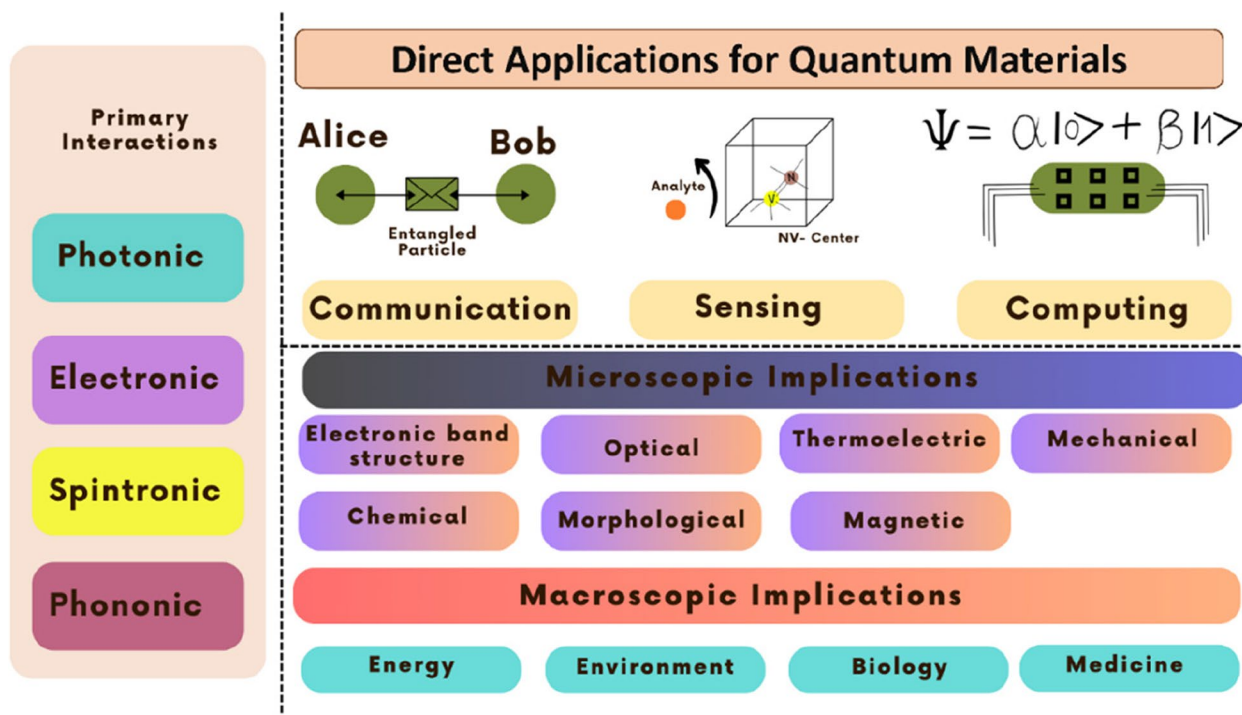 Primary
Interactions
Photonic
Electronic
Spintronic
Phononic
Direct Applications for Quantum Materials
Alice
Bob
Entangled
Particle
Communication
Analyte
N
V
NV- Center
Sensing
Ψ = α|0> + β|1>
Computing
Microscopic Implications
Electronic band
structure
Optical
Thermoelectric
Mechanical
Chemical
Morphological
Magnetic
Macroscopic Implications
Energy
Environment
Biology
Medicine